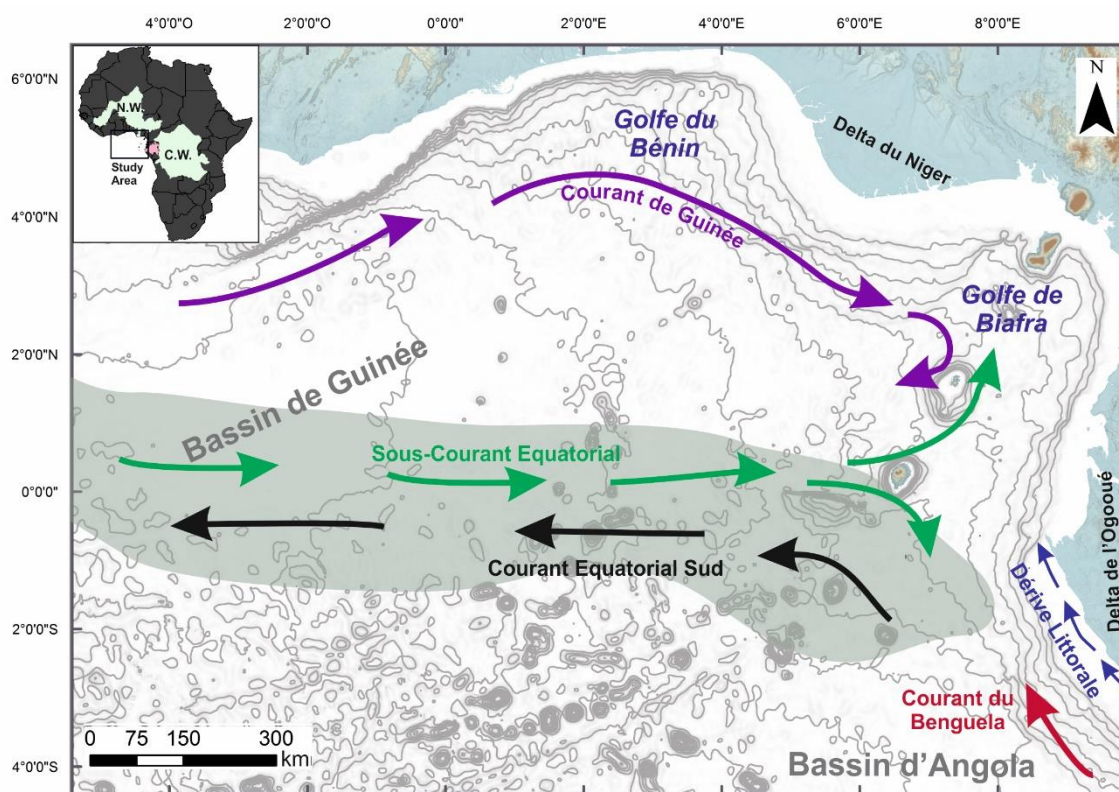 4°0'0"E
2°0'0"E
0°0'0"
2°0'0"E
4°0'0"E
6°0'0"E
8°0'0"E
6°0'0"N
4°0'0"N
2°0'0"N
0°0'0"
2°0'0"S
4°0'0"S
N.W.
C.W.
Study
Area
N
Golfe du
Bénin
Delta du Niger
Courant de Guinée
Golfe de
Biafra
Bassin de Guinée
Sous-Courant Equatorial
Courant Equatorial Sud
Delta de l'Ogooué
Dérive Littorale
Courant du
Benguela
Bassin d'Angola
0 75 150 300
km